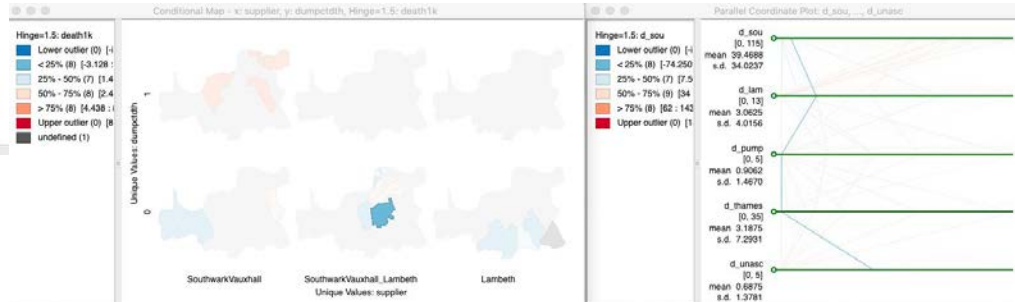 Conditional Map - x: supplier, y: dumpctdth, Hinge=1.5: death1k
Hinge=1.5: death1k
Lower outlier (0) [-i
< 25% (8) [-3.128 :
25% - 50% (7) [1.4
50% - 75% (8) [2.4
> 75% (8) [4.438 :
Upper outlier (0) [8
undefined (1)
Unique Values: dumpctdth
1
0
SouthwarkVauxhall
SouthwarkVauxhall_Lambeth
Lambeth
Unique Values: supplier
Parallel Coordinate Plot: d_sou, ..., d_unasc
Hinge=1.5: d_sou
Lower outlier (0) [-i
< 25% (8) [-74.250
25% - 50% (7) [7.5
50% - 75% (9) [34
> 75% (8) [62 : 143
Upper outlier (0) [1
d_sou
[0, 115]
mean 39.4688
s.d. 34.0237
d_lam
[0, 13]
mean 3.0625
s.d. 4.0156
d_pump
[0, 5]
mean 0.9062
s.d. 1.4670
d_thames
[0, 35]
mean 3.1875
s.d. 7.2931
d_unasc
[0, 5]
mean 0.6875
s.d. 1.3781